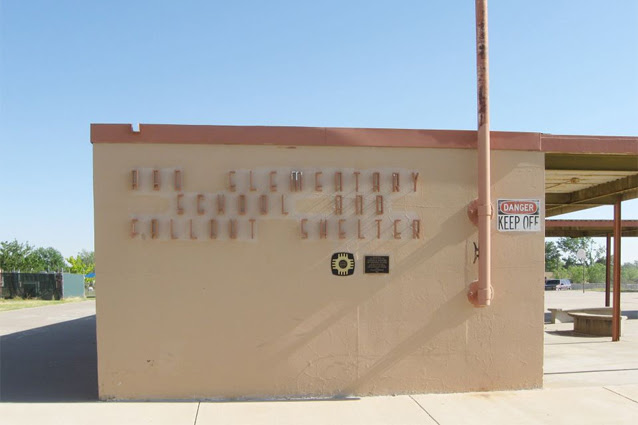 ABO ELEMENTARY
SCHOOL AND
FALLOUT SHELTER
DANGER
KEEP OFF